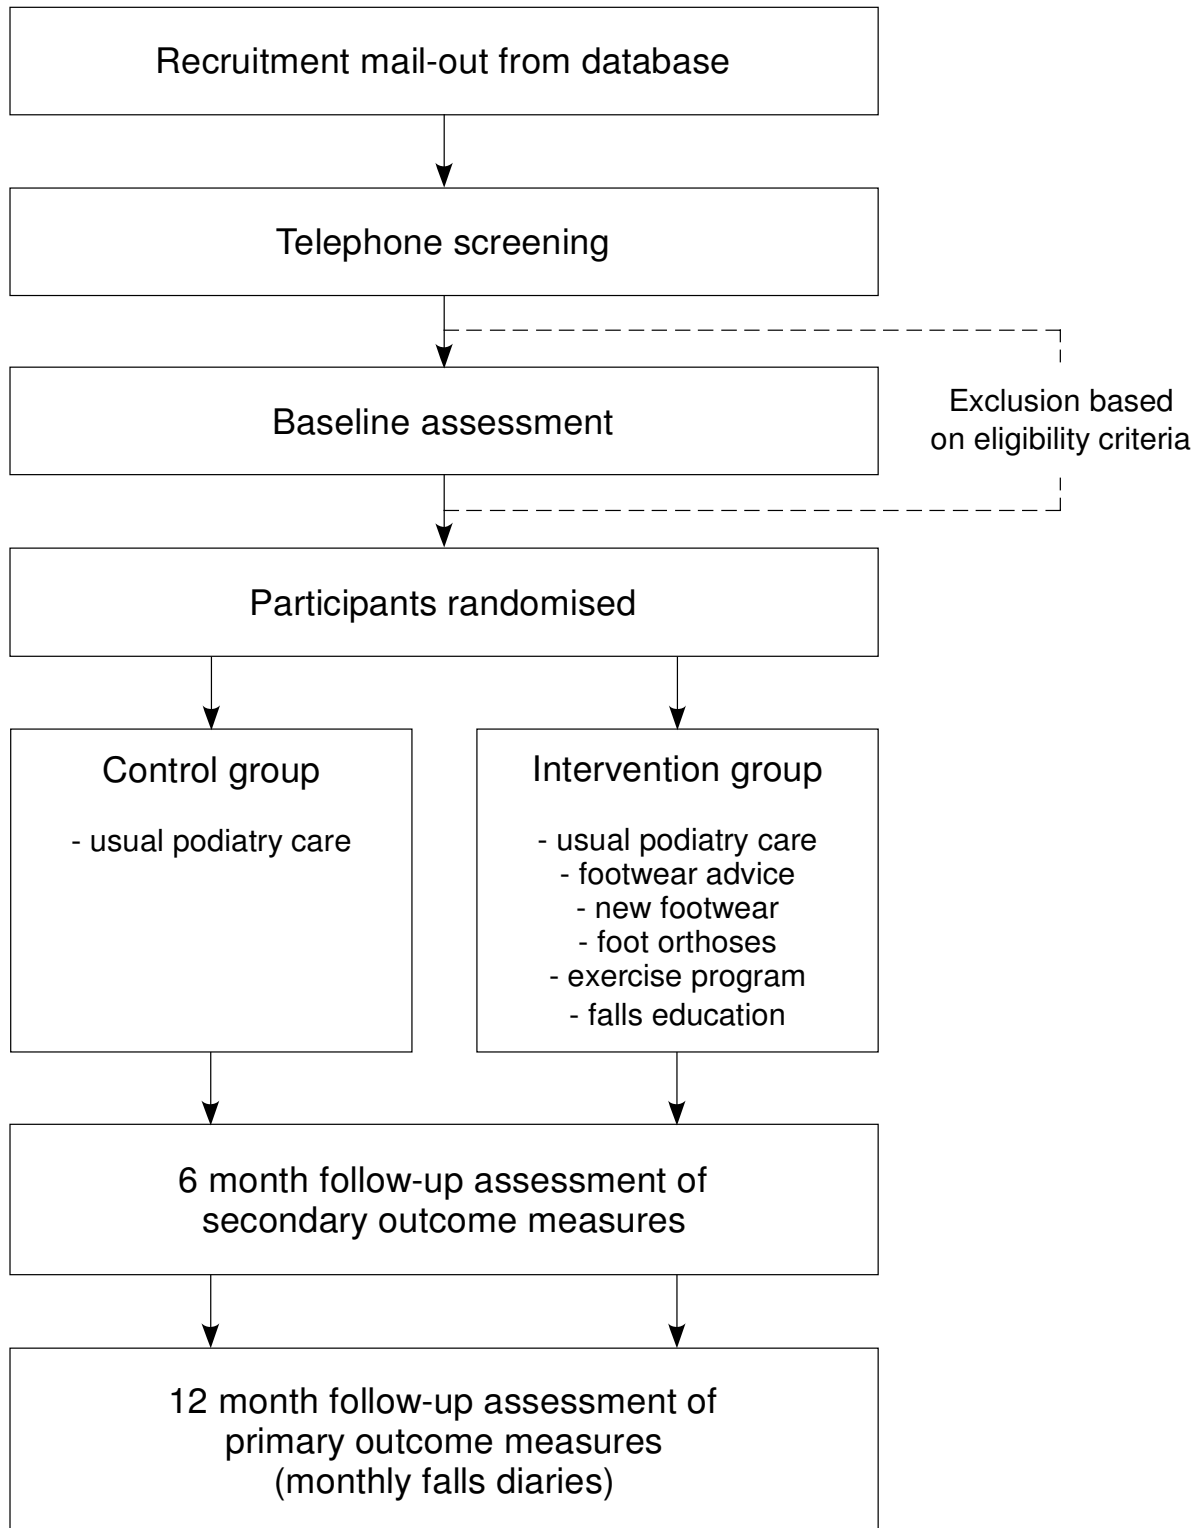 Recruitment mail-out from database
Telephone screening
Baseline assessment
Exclusion based
on eligibility criteria
Participants randomised
Control group
- usual podiatry care
Intervention group
- usual podiatry care
- footwear advice
- new footwear
- foot orthoses
- exercise program
- falls education
6 month follow-up assessment of
secondary outcome measures
12 month follow-up assessment of
primary outcome measures
(monthly falls diaries)